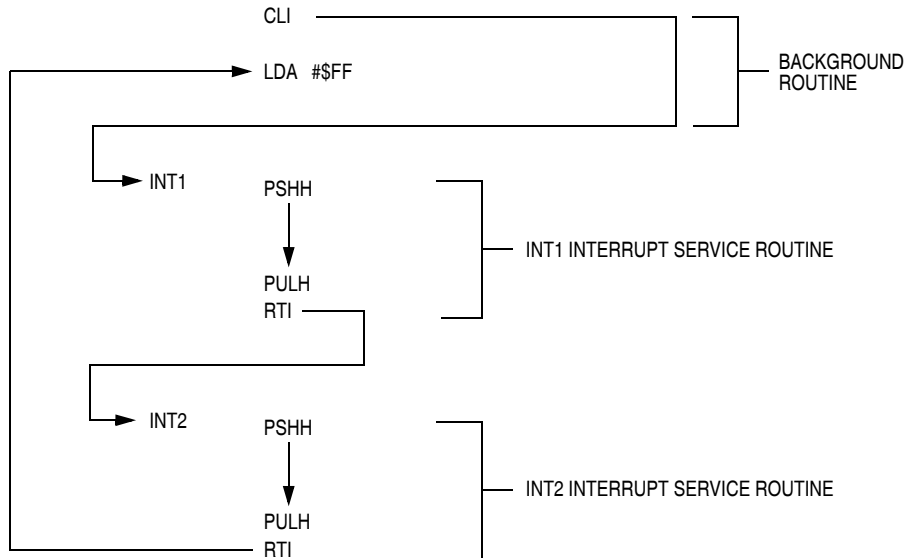 CLI
LDA #$FF
BACKGROUND
ROUTINE
INT1
PSHH
INT1 INTERRUPT SERVICE ROUTINE
PULH
RTI
INT2
PSHH
INT2 INTERRUPT SERVICE ROUTINE
PULH
RTI